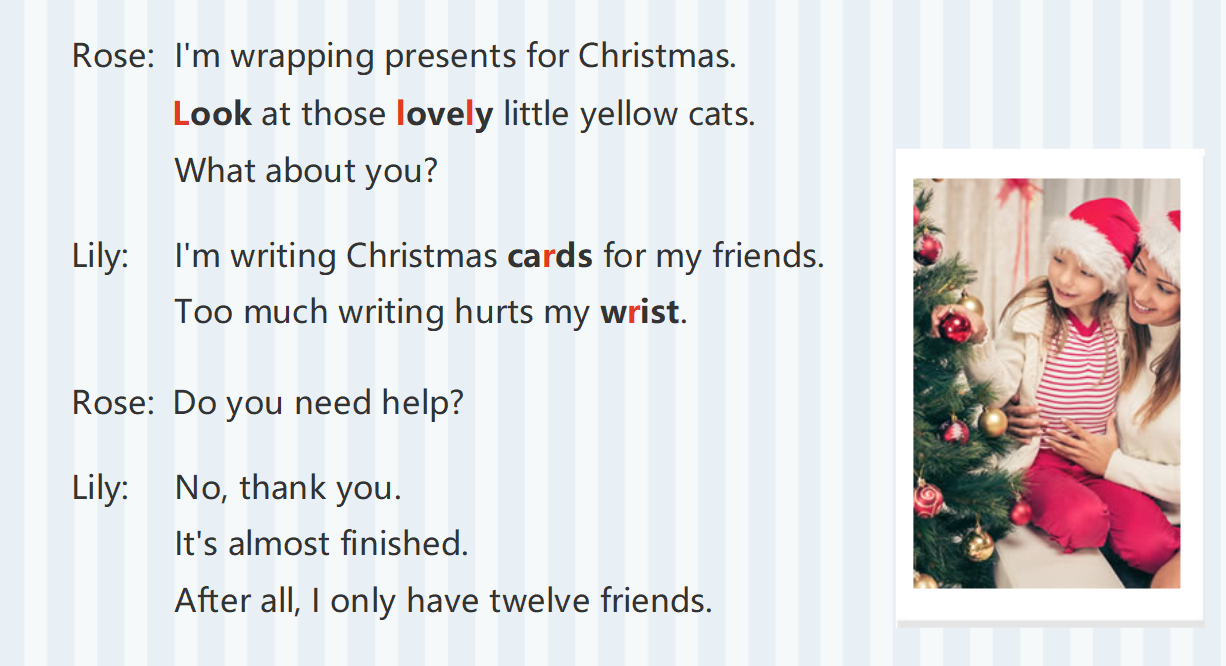 Rose: I'm wrapping presents for Christmas.
Look at those lovely little yellow cats.
What about you?
Lily: I'm writing Christmas cards for my friends.
Too much writing hurts my wrist.
Rose: Do you need help?
Lily: No, thank you.
It's almost finished.
After all, I only have twelve friends.